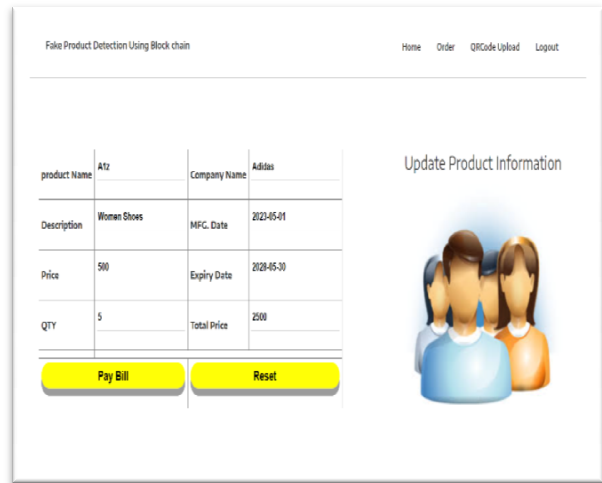 Fake Product Detection Using Block chain
Home Order QRCode Upload Logout
Update Product Information
product Name A1z Company Name Adidas
Description Women Shoes MFG. Date 2023-05-01
Price 500 Expiry Date 2028-05-30
QTY 5 Total Price 2500
Pay Bill Reset